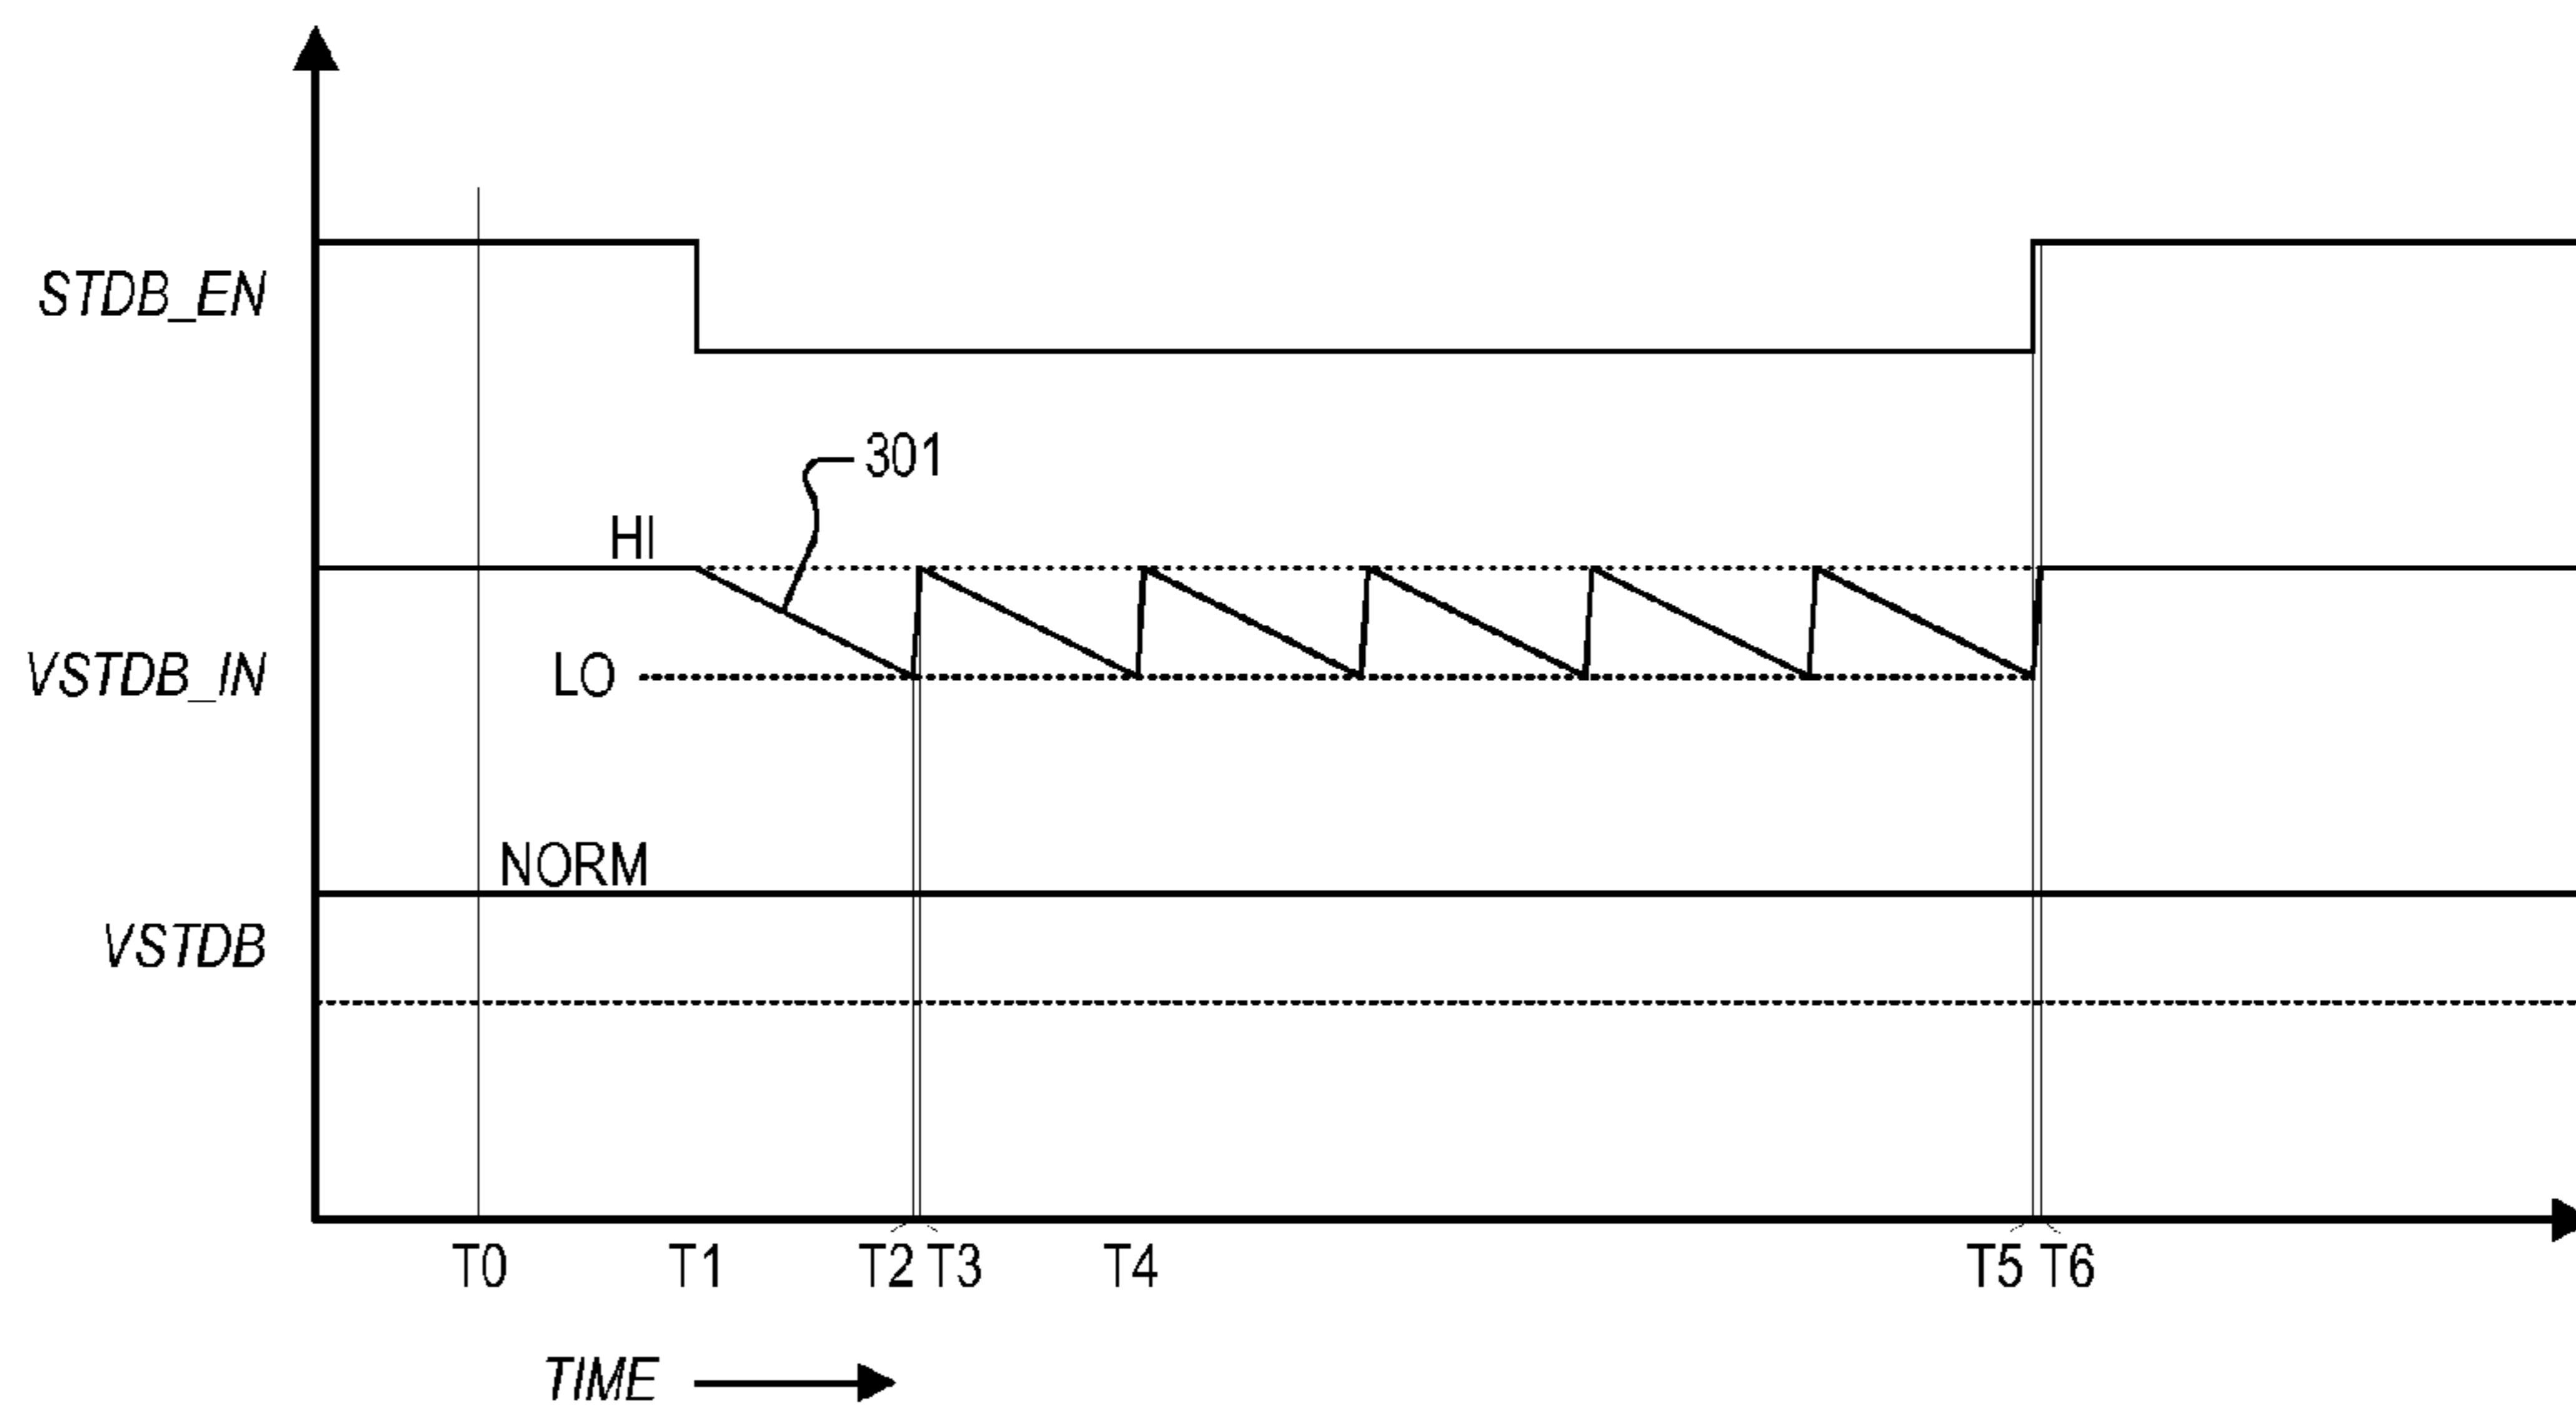 STDB_EN
301
HI
VSTDB_IN
LO
NORM
VSTDB
T0 T1 T2 T3 T4 T5 T6
TIME